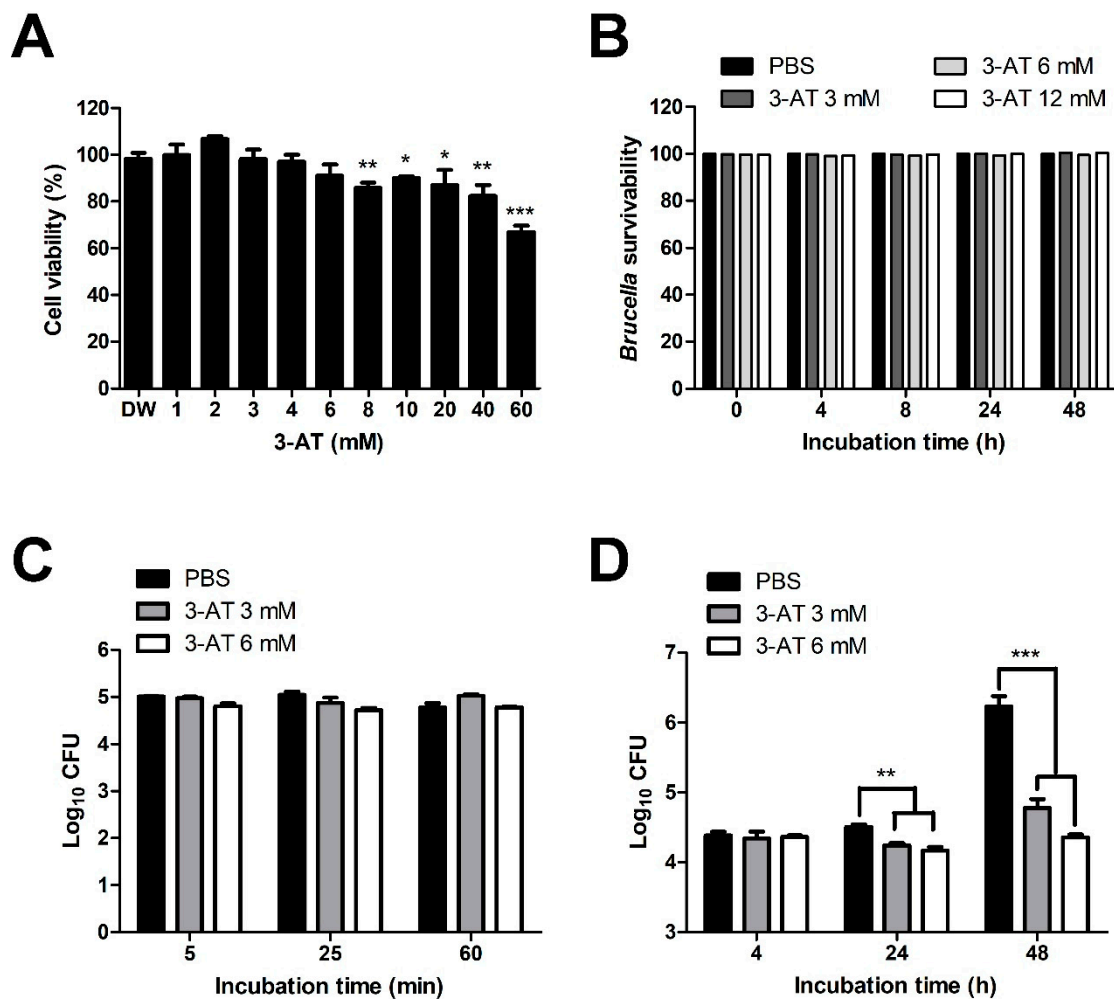 A
120
100
80
60
40
20
0
Cell viability (%)
** * * ** ***
DW 1 2 3 4 6 8 10 20 40 60
3-AT (mM)
B
PBS 3-AT 6 mM
3-AT 3 mM 3-AT 12 mM
120
100
80
60
40
20
0
Brucella survivability
0 4 8 24 48
Incubation time (h)
C
PBS
3-AT 3 mM
3-AT 6 mM
6
5
4
3
2
1
0
Log10 CFU
5 25 60
Incubation time (min)
D
PBS
3-AT 3 mM
3-AT 6 mM
7
6
5
4
3
Log10 CFU
** ***
4 24 48
Incubation time (h)